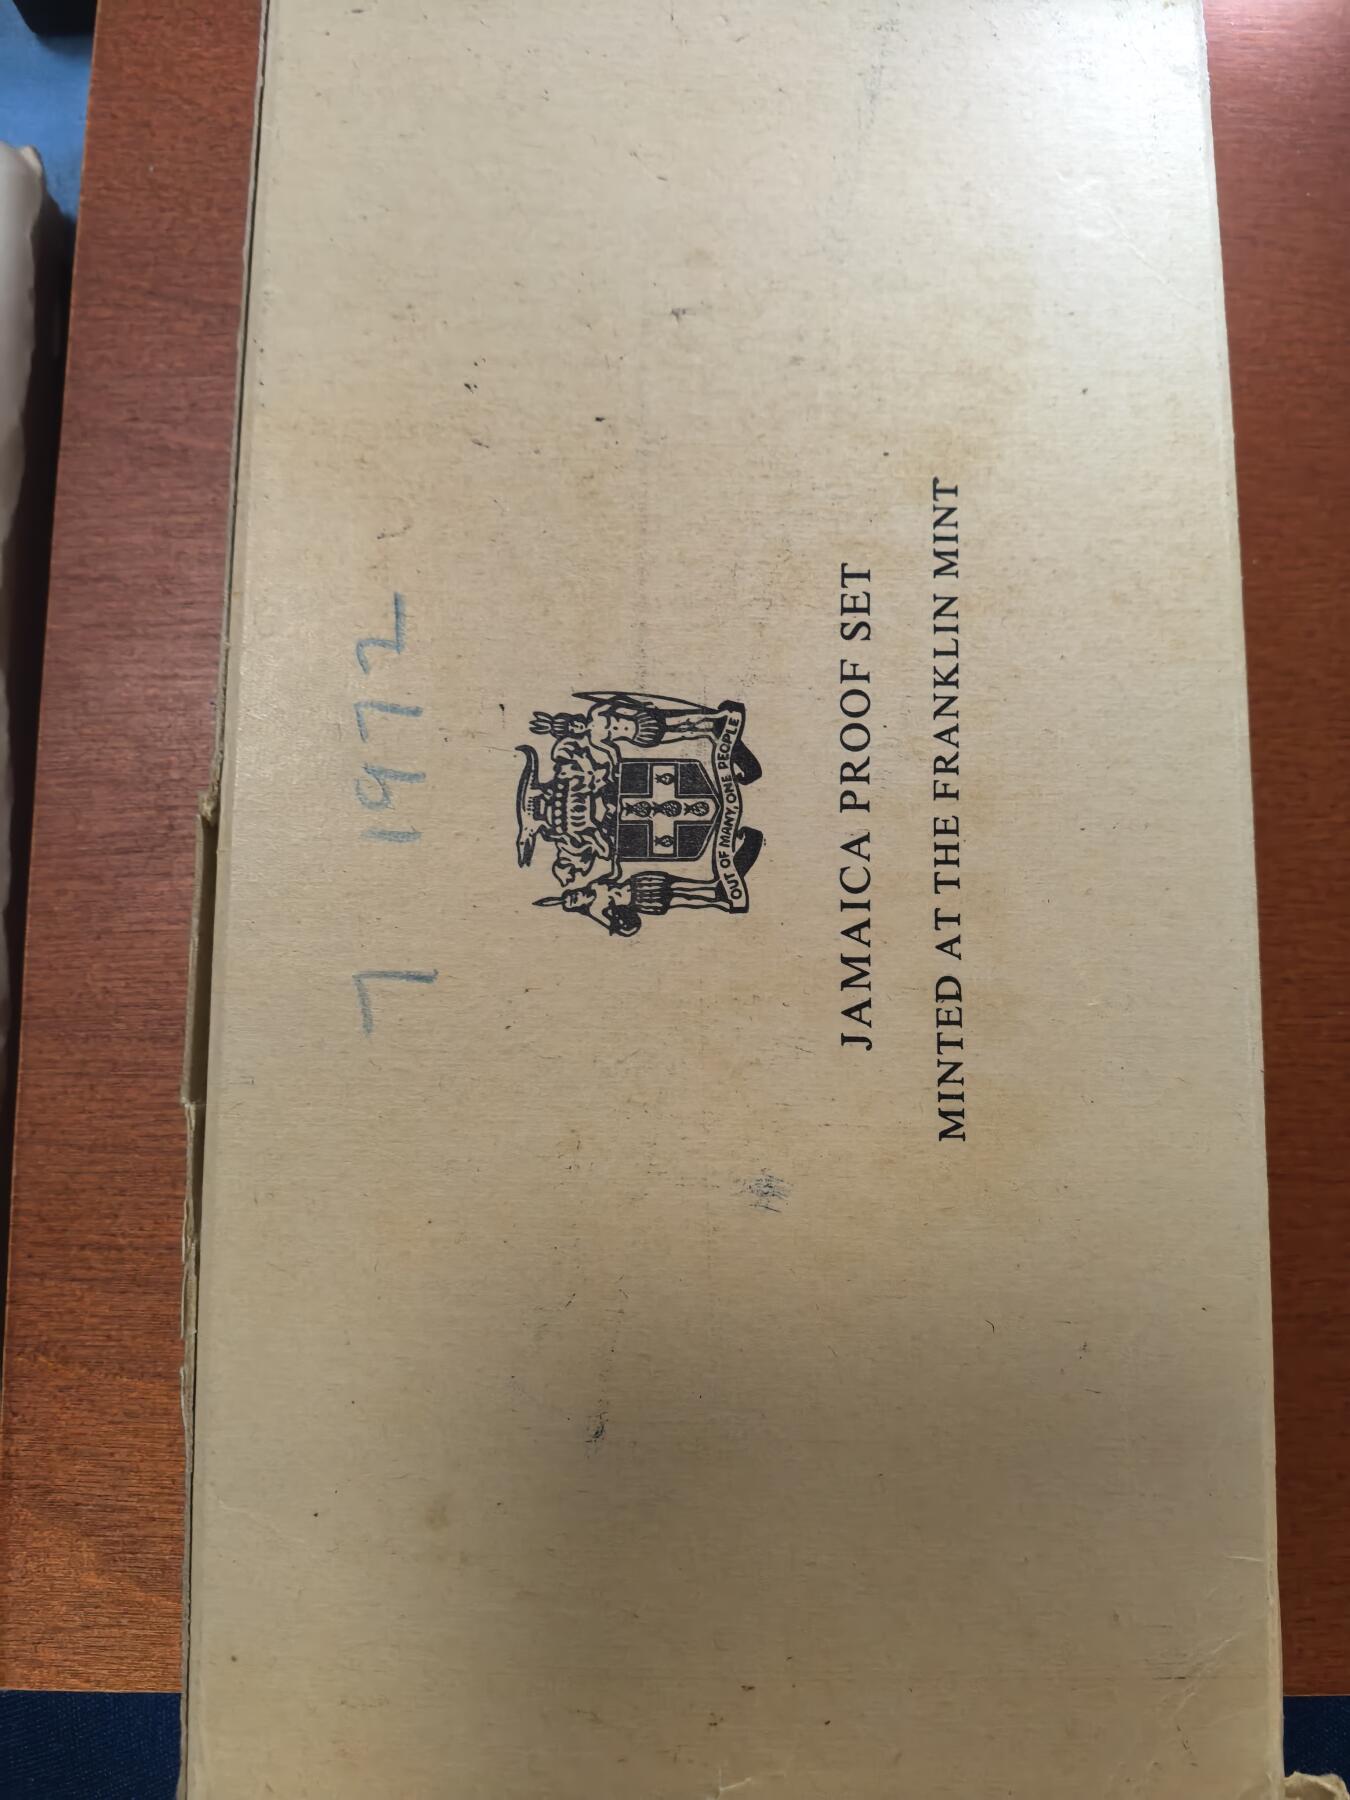 7 1972
OUT OF MANY, ONE PEOPLE
JAMAICA PROOF SET
MINTED AT THE FRANKLIN MINT